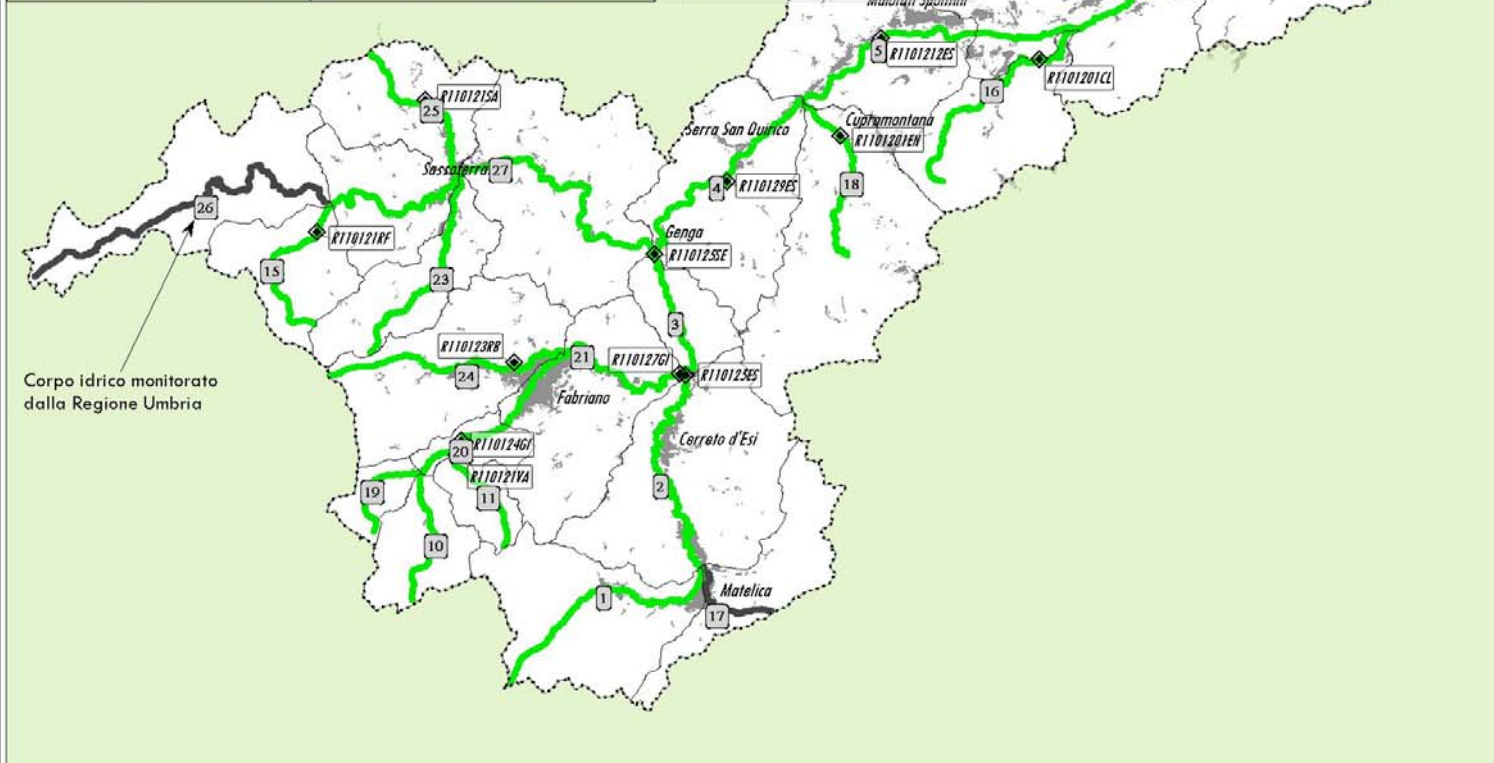 5
R1101212ES
R1101201CL
16
R110121SA
25
Cupramontana
R1101201EN
Serra San Quirico
Sassoferrato
27
4
R110129ES
18
26
R110121RF
Genga
R110125SE
15
23
3
R110123RB
21
R110127GI
R110125ES
24
Corpo idrico monitorato
dalla Regione Umbria
Fabriano
Cerreto d'Esi
R110124GI
20
R110121VA
19
11
2
10
1
Matelica
17